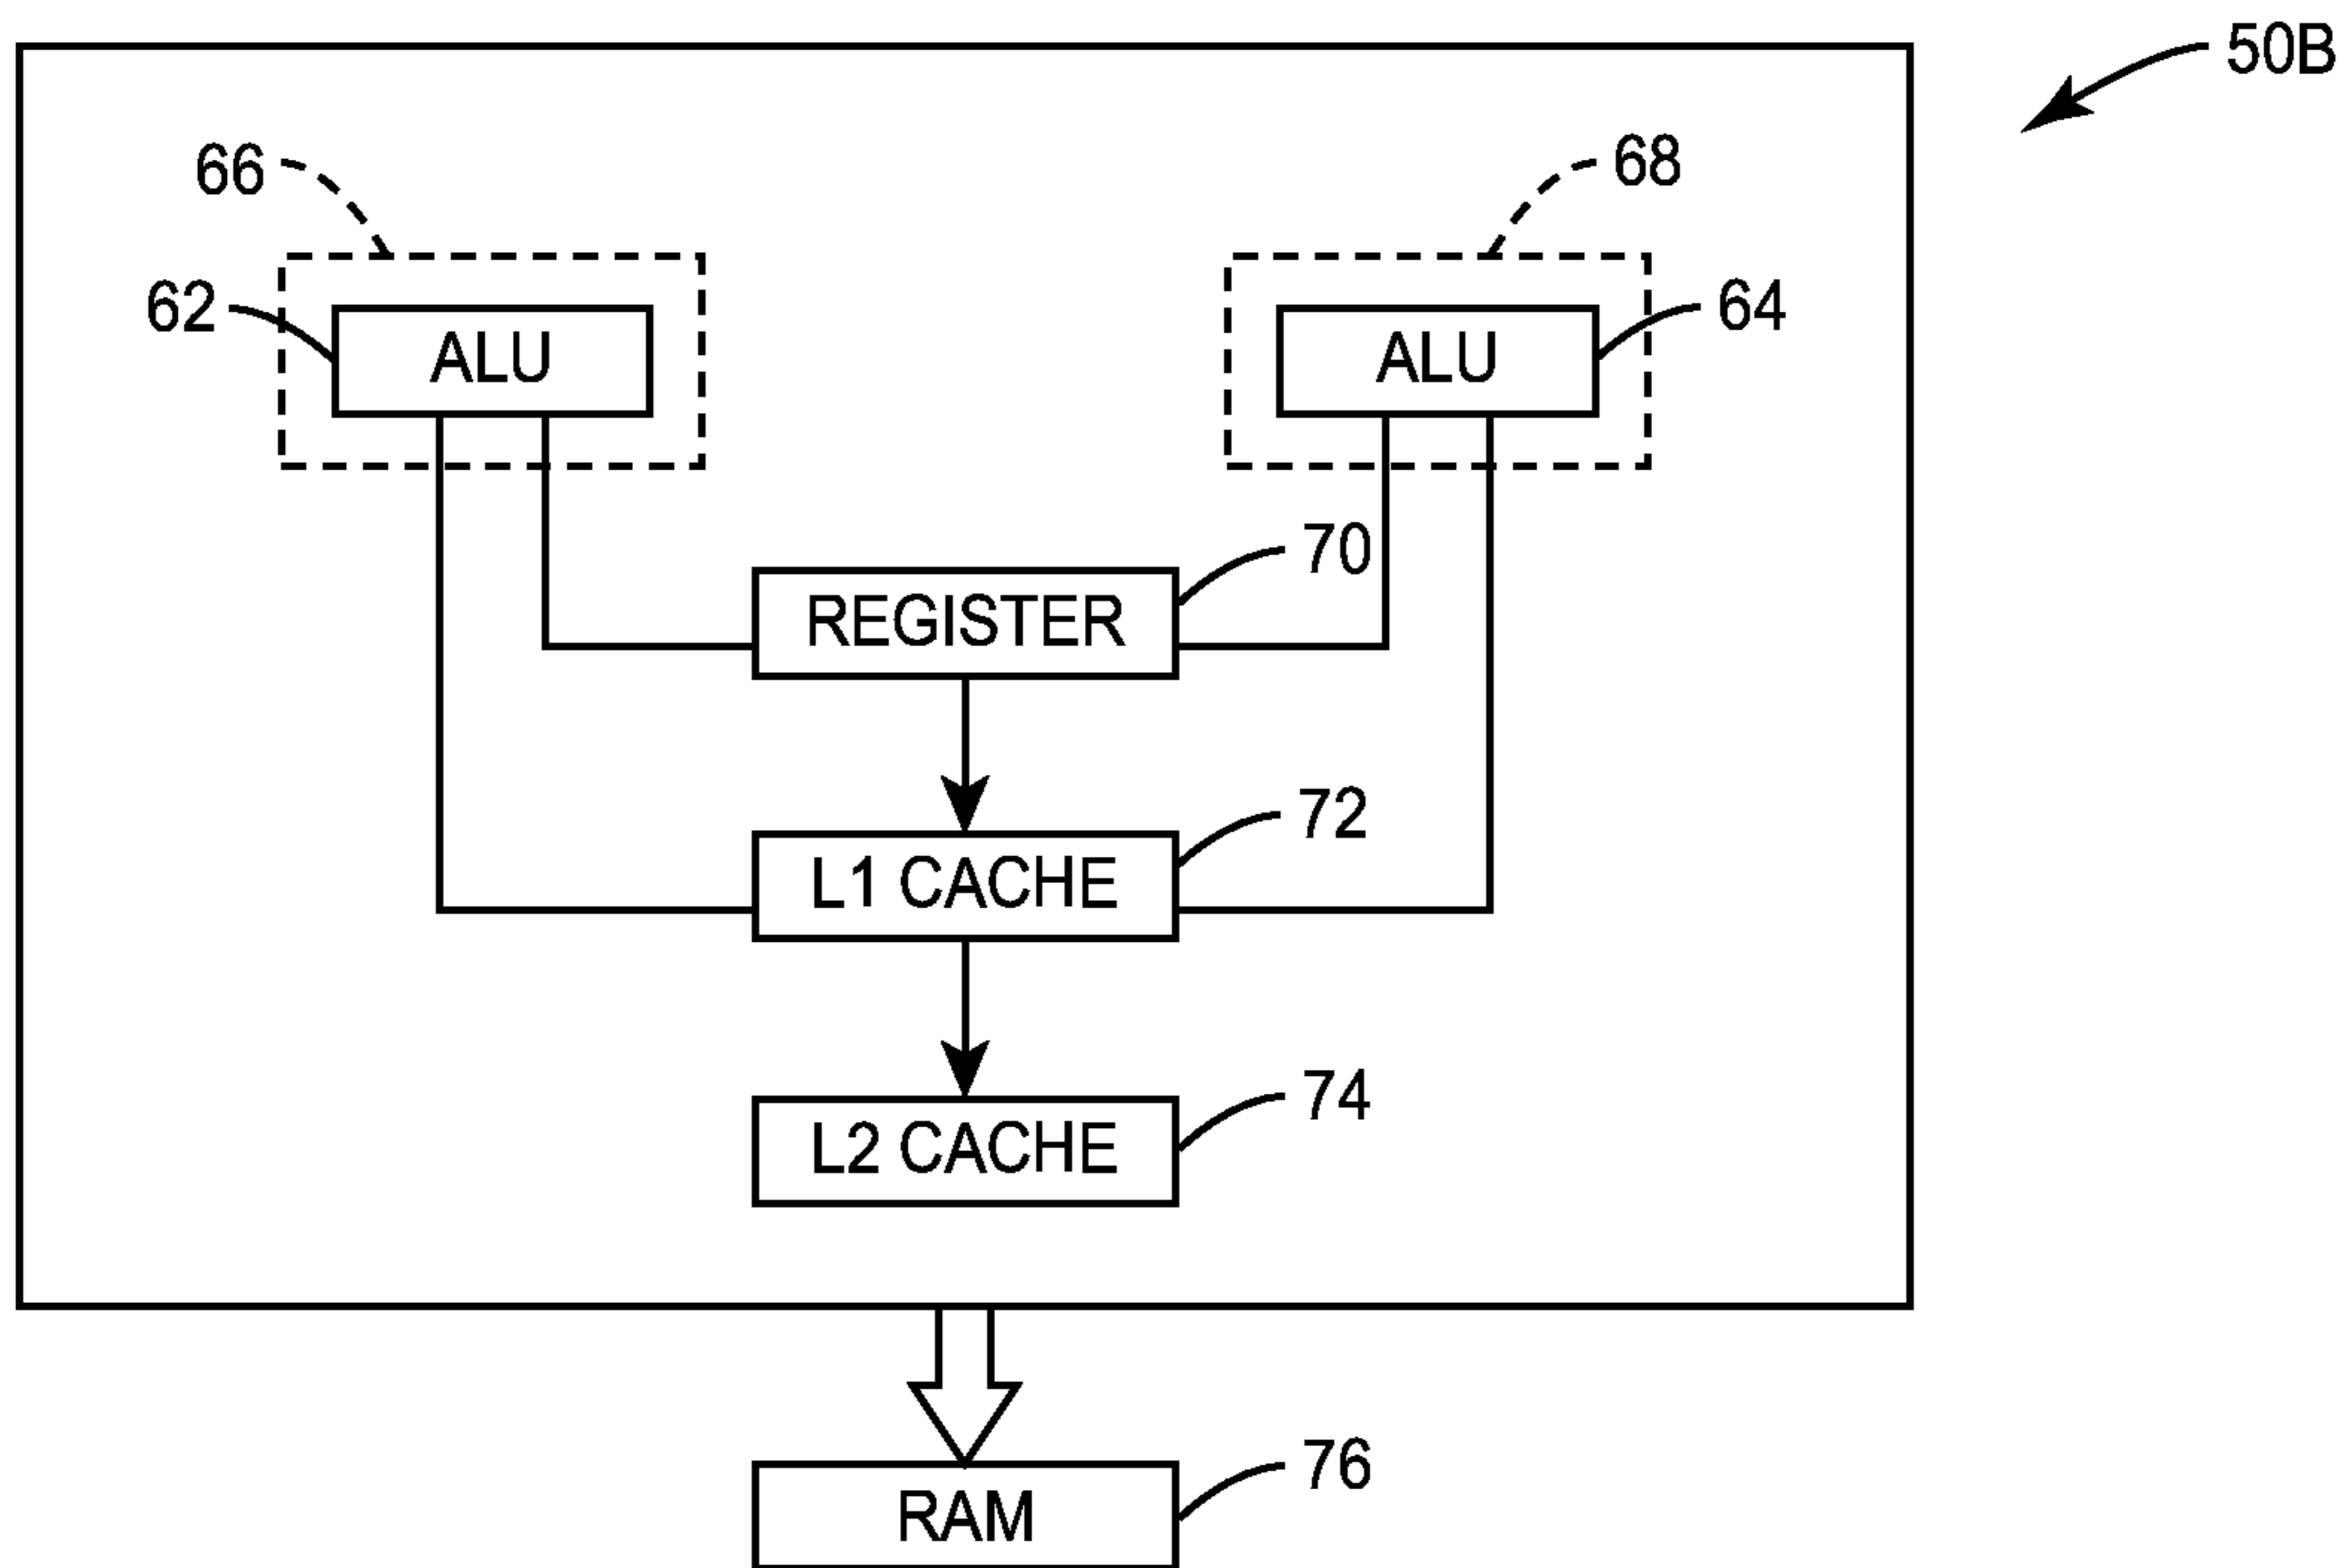 50B
66
68
62
ALU
ALU
64
70
REGISTER
72
L1 CACHE
74
L2 CACHE
76
RAM